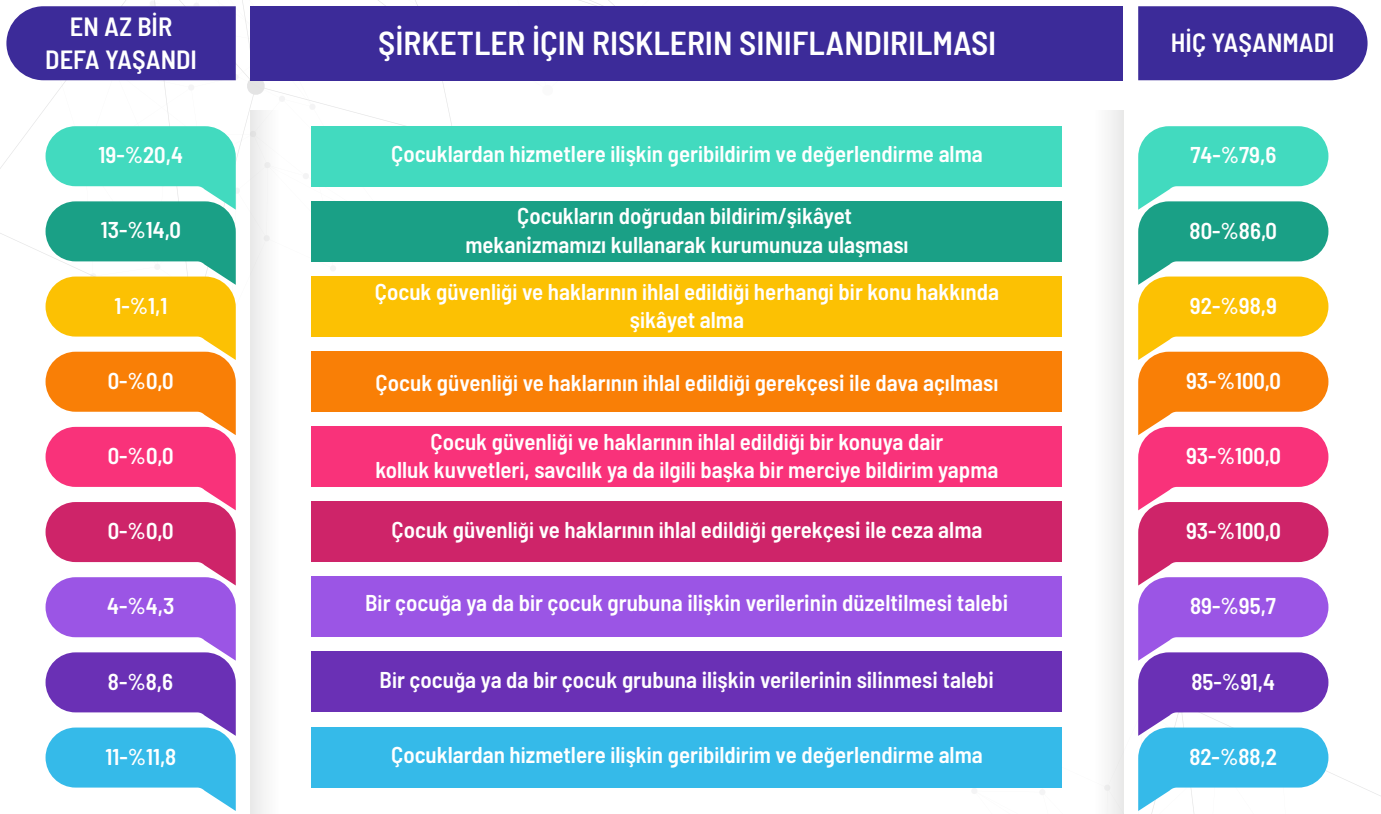 EN AZ BİR
DEFA YAŞANDI
ŞİRKETLER İÇİN RISKLERIN SINIFLANDIRILMASI
HİÇ YAŞANMADI
19-%20,4
Çocuklardan hizmetlere ilişkin geribildirim ve değerlendirme alma
74-%79,6
13-%14,0
Çocukların doğrudan bildirim/şikâyet
mekanizmamızı kullanarak kurumunuza ulaşması
80-%86,0
1-%1,1
Çocuk güvenliği ve haklarının ihlal edildiği herhangi bir konu hakkında
şikâyet alma
92-%98,9
0-%0,0
Çocuk güvenliği ve haklarının ihlal edildiği gerekçesi ile dava açılması
93-%100,0
0-%0,0
Çocuk güvenliği ve haklarının ihlal edildiği bir konuya dair
kolluk kuvvetleri, savcılık ya da ilgili başka bir merciye bildirim yapma
93-%100,0
0-%0,0
Çocuk güvenliği ve haklarının ihlal edildiği gerekçesi ile ceza alma
93-%100,0
4-%4,3
Bir çocuğa ya da bir çocuk grubuna ilişkin verilerinin düzeltilmesi talebi
89-%95,7
8-%8,6
Bir çocuğa ya da bir çocuk grubuna ilişkin verilerinin silinmesi talebi
85-%91,4
11-%11,8
Çocuklardan hizmetlere ilişkin geribildirim ve değerlendirme alma
82-%88,2